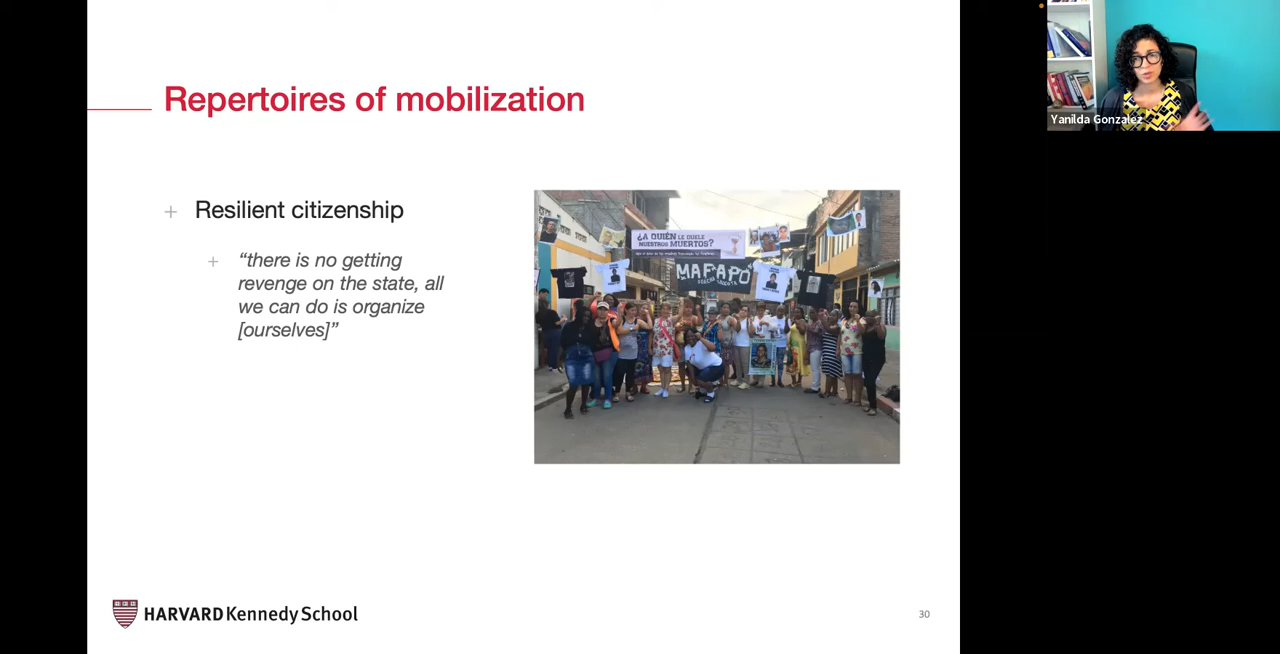 Repertoires of mobilization
Resilient citizenship
“there is no getting
revenge on the state, all
we can do is organize
[ourselves]”
¿A QUIÉN LE DUELE
NUESTROS MUERTOS?
MAFAPO
HARVARD Kennedy School
30
Yanilda Gonzalez